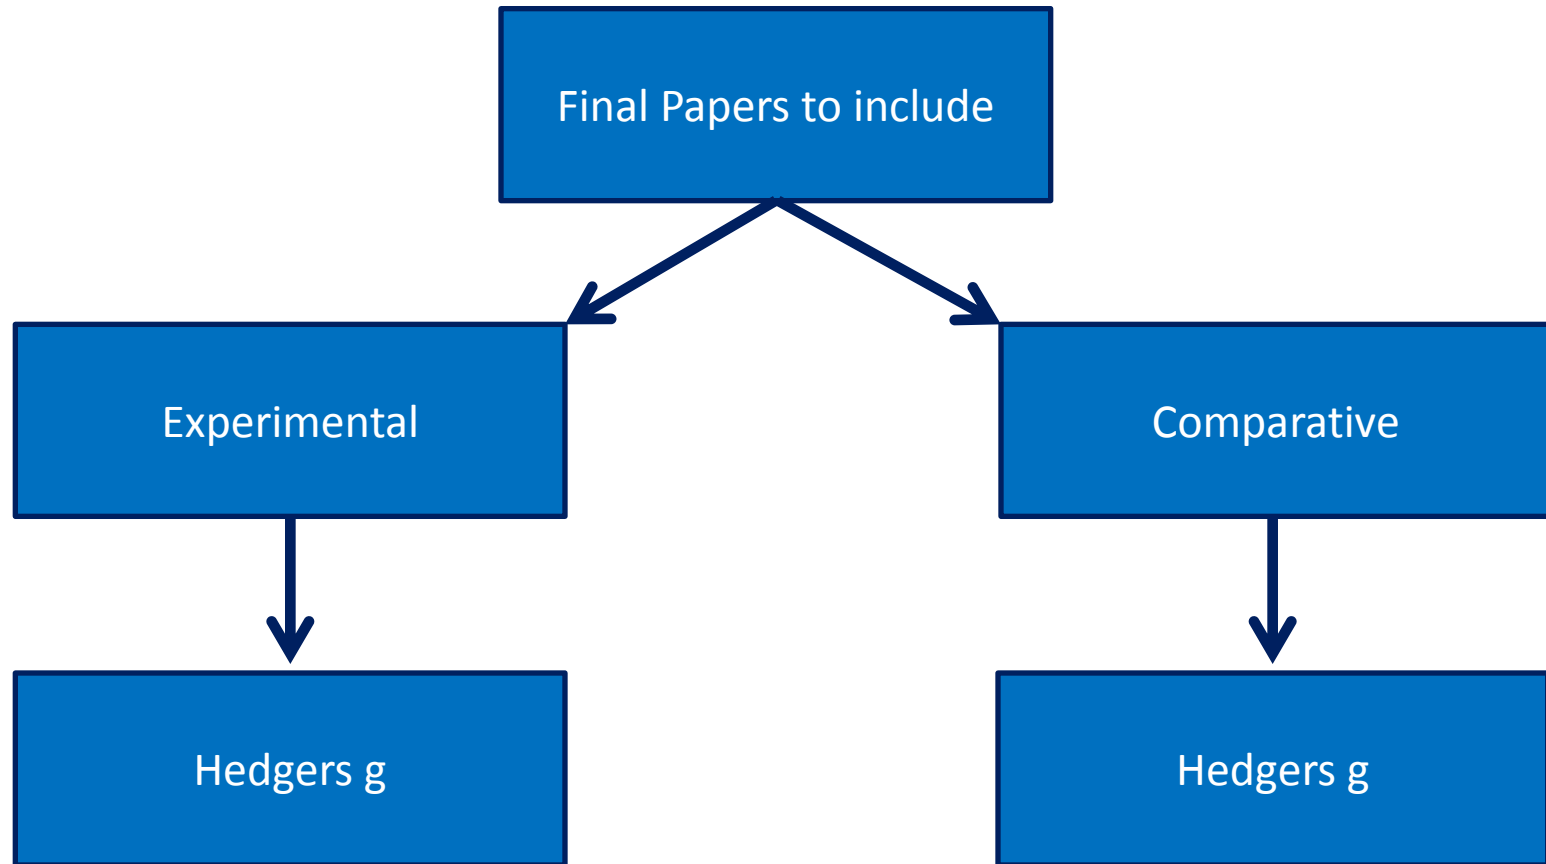 Final Papers to include
Experimental
Comparative
Hedgers g
Hedgers g